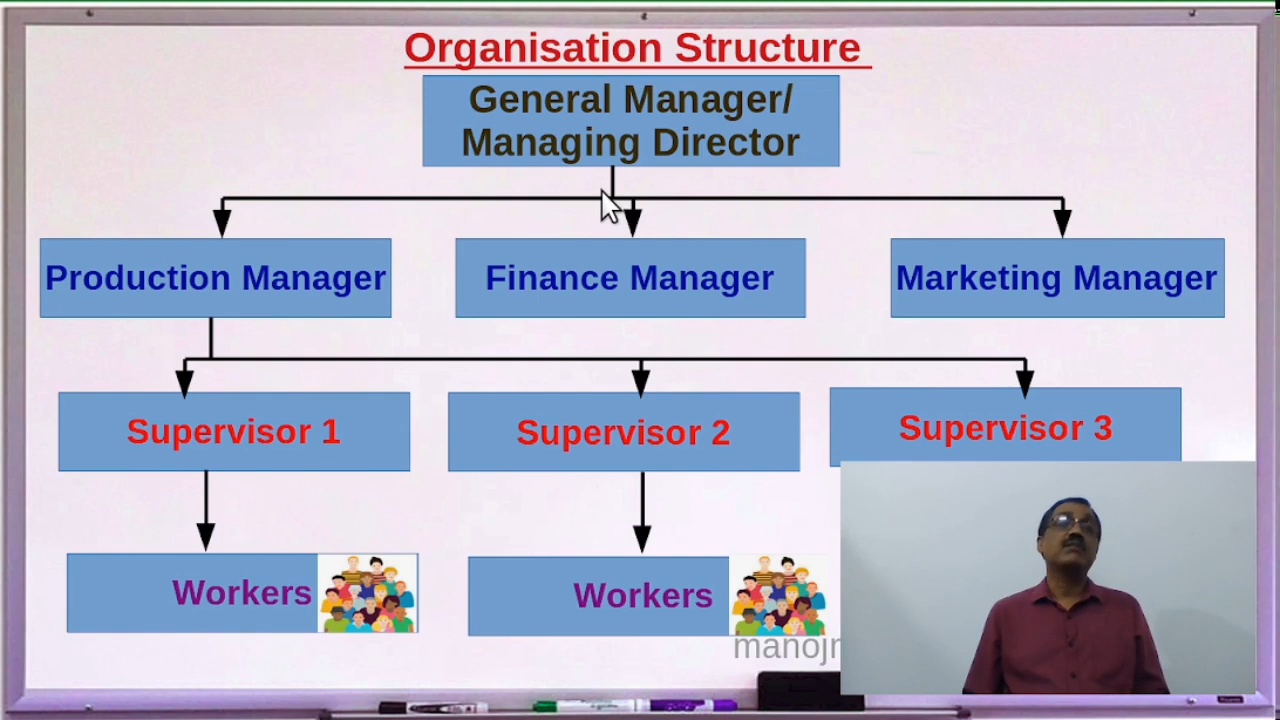 Organisation Structure
General Manager/
Managing Director
Production Manager
Finance Manager
Marketing Manager
Supervisor 1
Supervisor 2
Supervisor 3
Workers
Workers